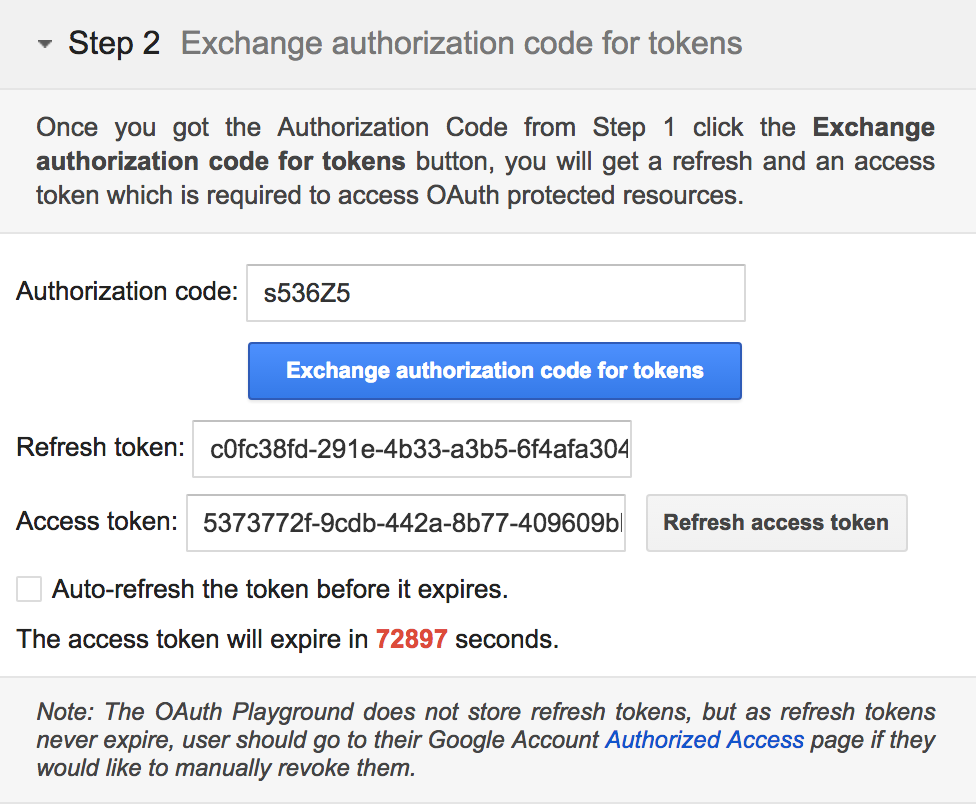 Step 2 Exchange authorization code for tokens
Once you got the Authorization Code from Step 1 click the Exchange
authorization code for tokens button, you will get a refresh and an access
token which is required to access OAuth protected resources.
Authorization code: s536Z5
Exchange authorization code for tokens
Refresh token: c0fc38fd-291e-4b33-a3b5-6f4afa304
Access token: 5373772f-9cdb-442a-8b77-409609b Refresh access token
Auto-refresh the token before it expires.
The access token will expire in 72897 seconds.
Note: The OAuth Playground does not store refresh tokens, but as refresh tokens
never expire, user should go to their Google Account Authorized Access page if they
would like to manually revoke them.